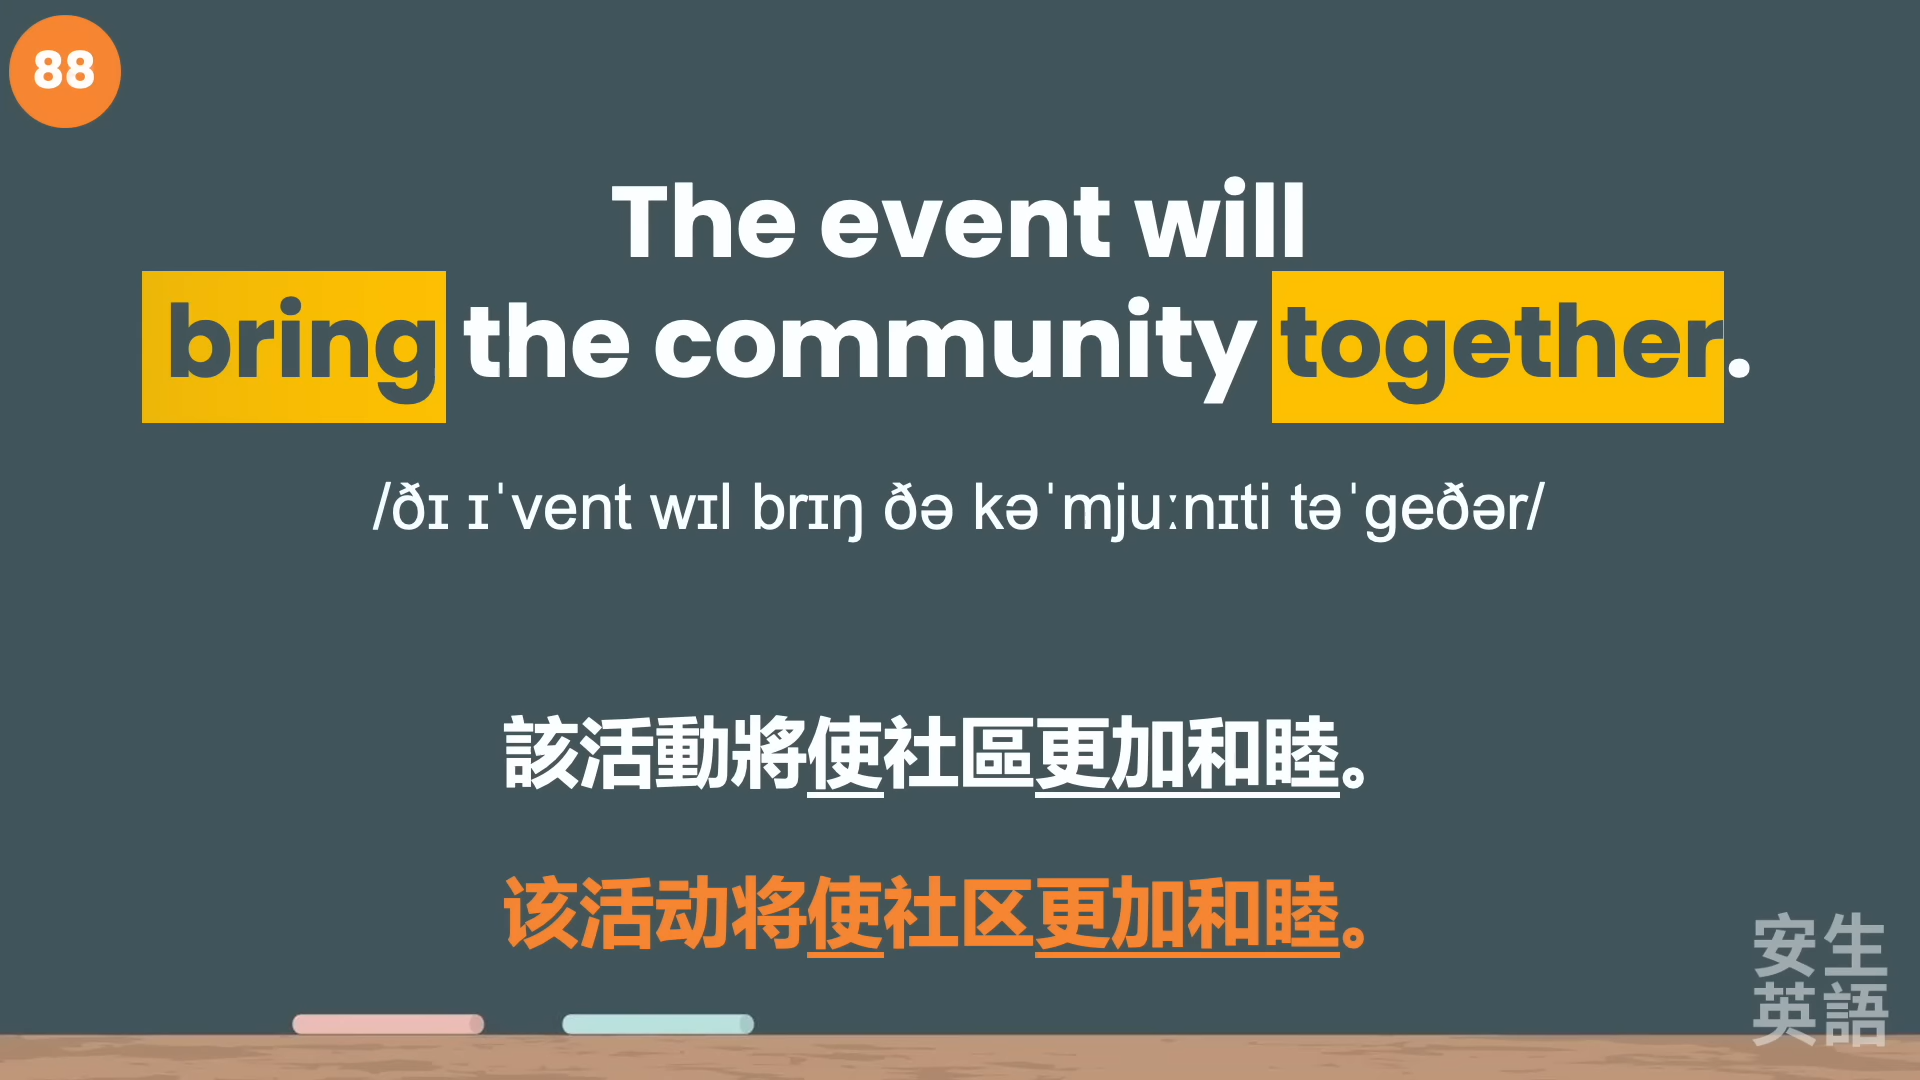 88
The event will
bring the community together.
/ðɪ ɪˈvent wɪl brɪŋ ðə kəˈmjuːnɪti təˈgeðər/
該活動將使社區更加和睦。
该活动将使社区更加和睦。
安生
英語